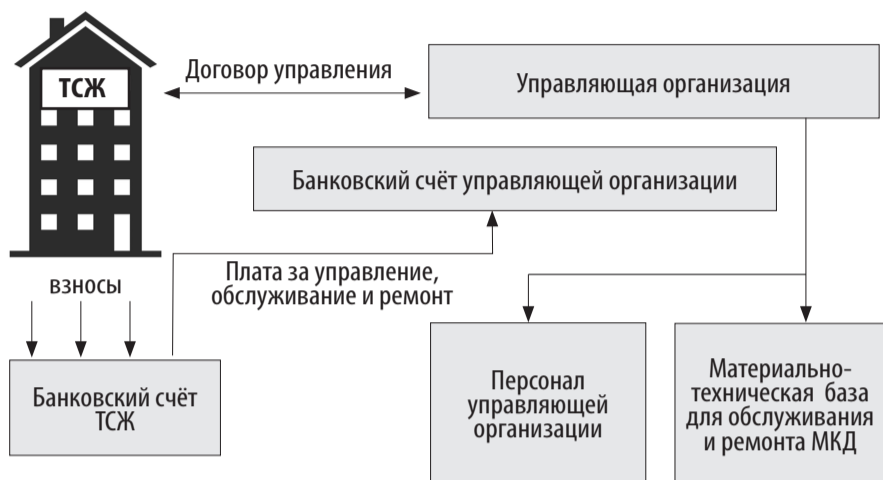 ТСЖ
Договор управления
Управляющая организация
Банковский счёт управляющей организации
взносы
Плата за управление,
обслуживание и ремонт
Банковский счёт
ТСЖ
Персонал
управляющей
организации
Материально-
техническая база
для обслуживания
и ремонта МКД